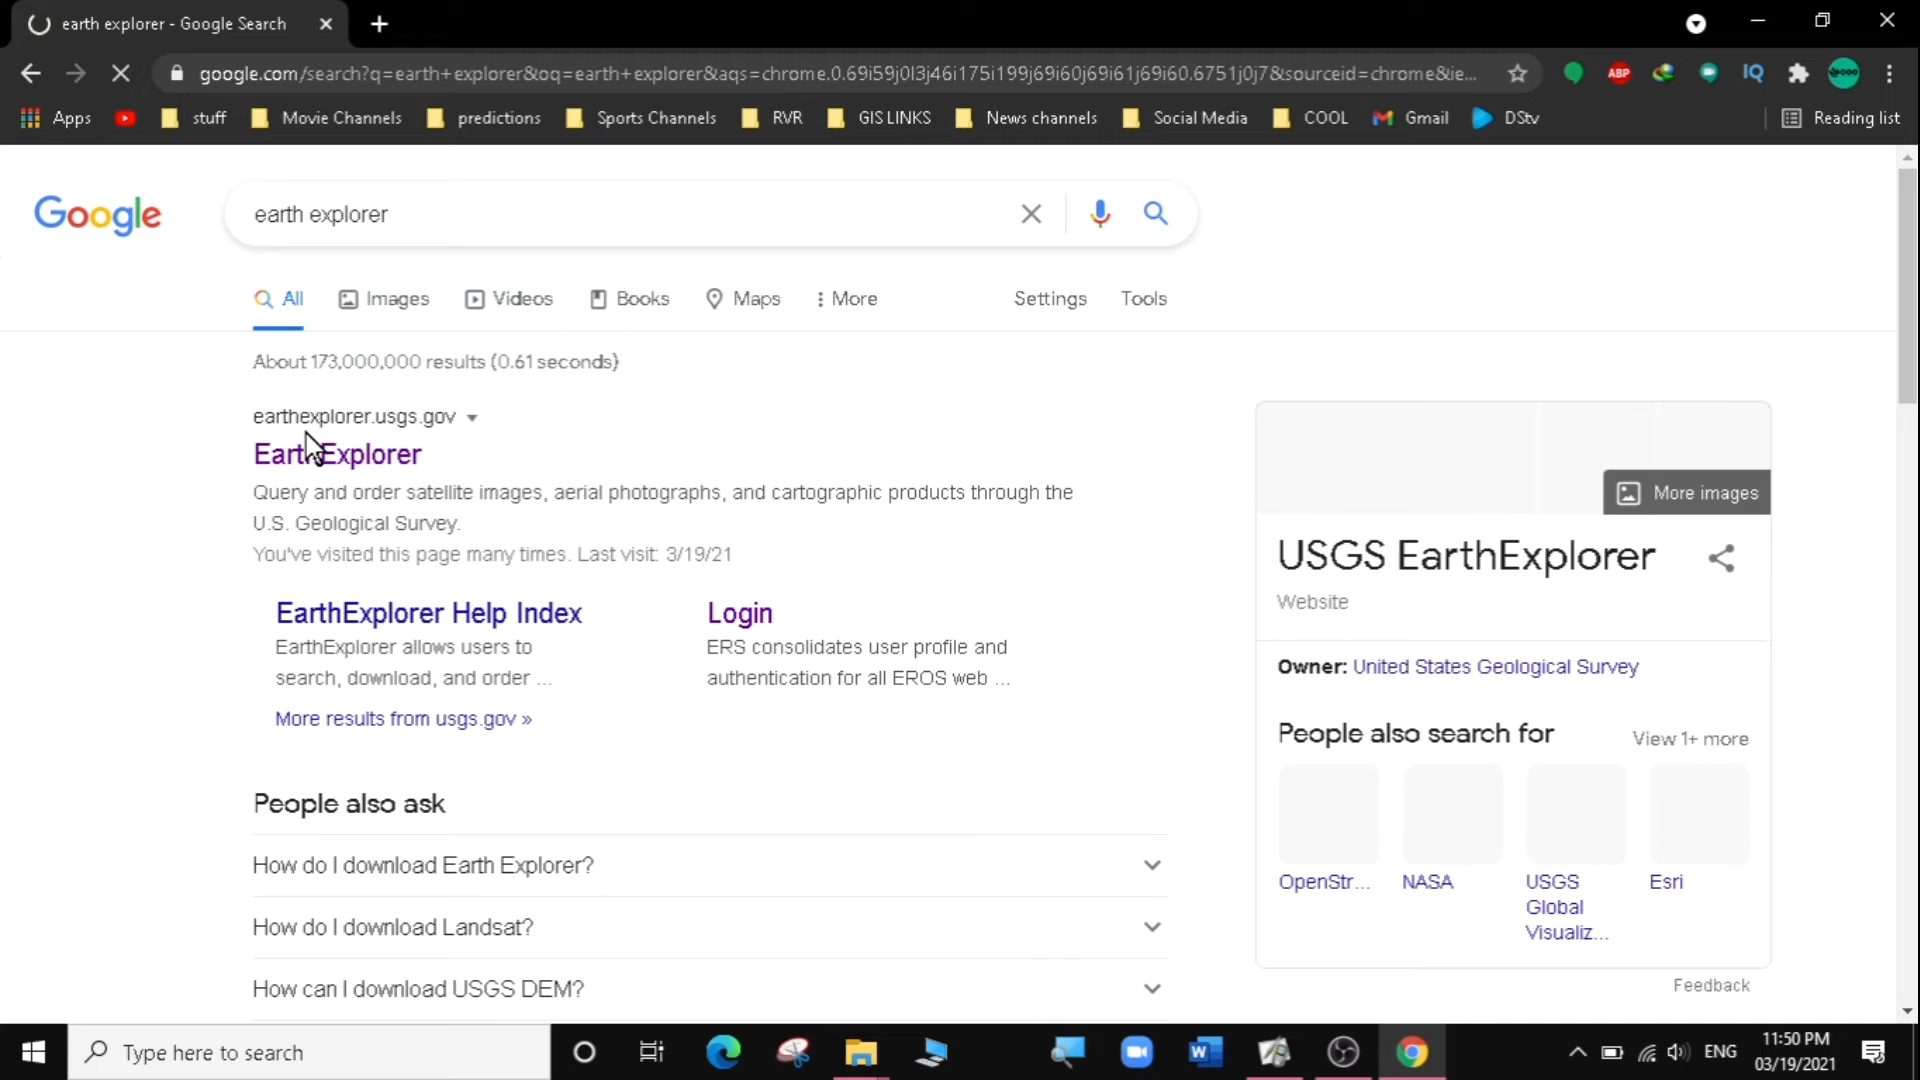 earth explorer - Google Search
google.com/search?q=earth+explorer&oq=earth+explorer&aqs=chrome.0.69i59j0l3j46i175i199j69i60j69i61j69i60.6751j0j7&sourceid=chrome&ie...
ABP
IQ
Apps
stuff
Movie Channels
predictions
Sports Channels
RVR
GIS LINKS
News channels
Social Media
COOL
Gmail
DStv
Reading list
Google
earth explorer
All
Images
Videos
Books
Maps
More
Settings
Tools
About 173,000,000 results (0.61 seconds)
earthexplorer.usgs.gov
EarthExplorer
Query and order satellite images, aerial photographs, and cartographic products through the
U.S. Geological Survey.
You've visited this page many times. Last visit: 3/19/21
EarthExplorer Help Index
EarthExplorer allows users to
search, download, and order ...
Login
ERS consolidates user profile and
authentication for all EROS web ...
More results from usgs.gov »
People also ask
How do I download Earth Explorer?
How do I download Landsat?
How can I download USGS DEM?
More images
USGS EarthExplorer
Website
Owner: United States Geological Survey
People also search for
View 1+ more
OpenStr...
NASA
USGS
Global
Visualiz...
Esri
Feedback
Type here to search
ENG
11:50 PM
03/19/2021